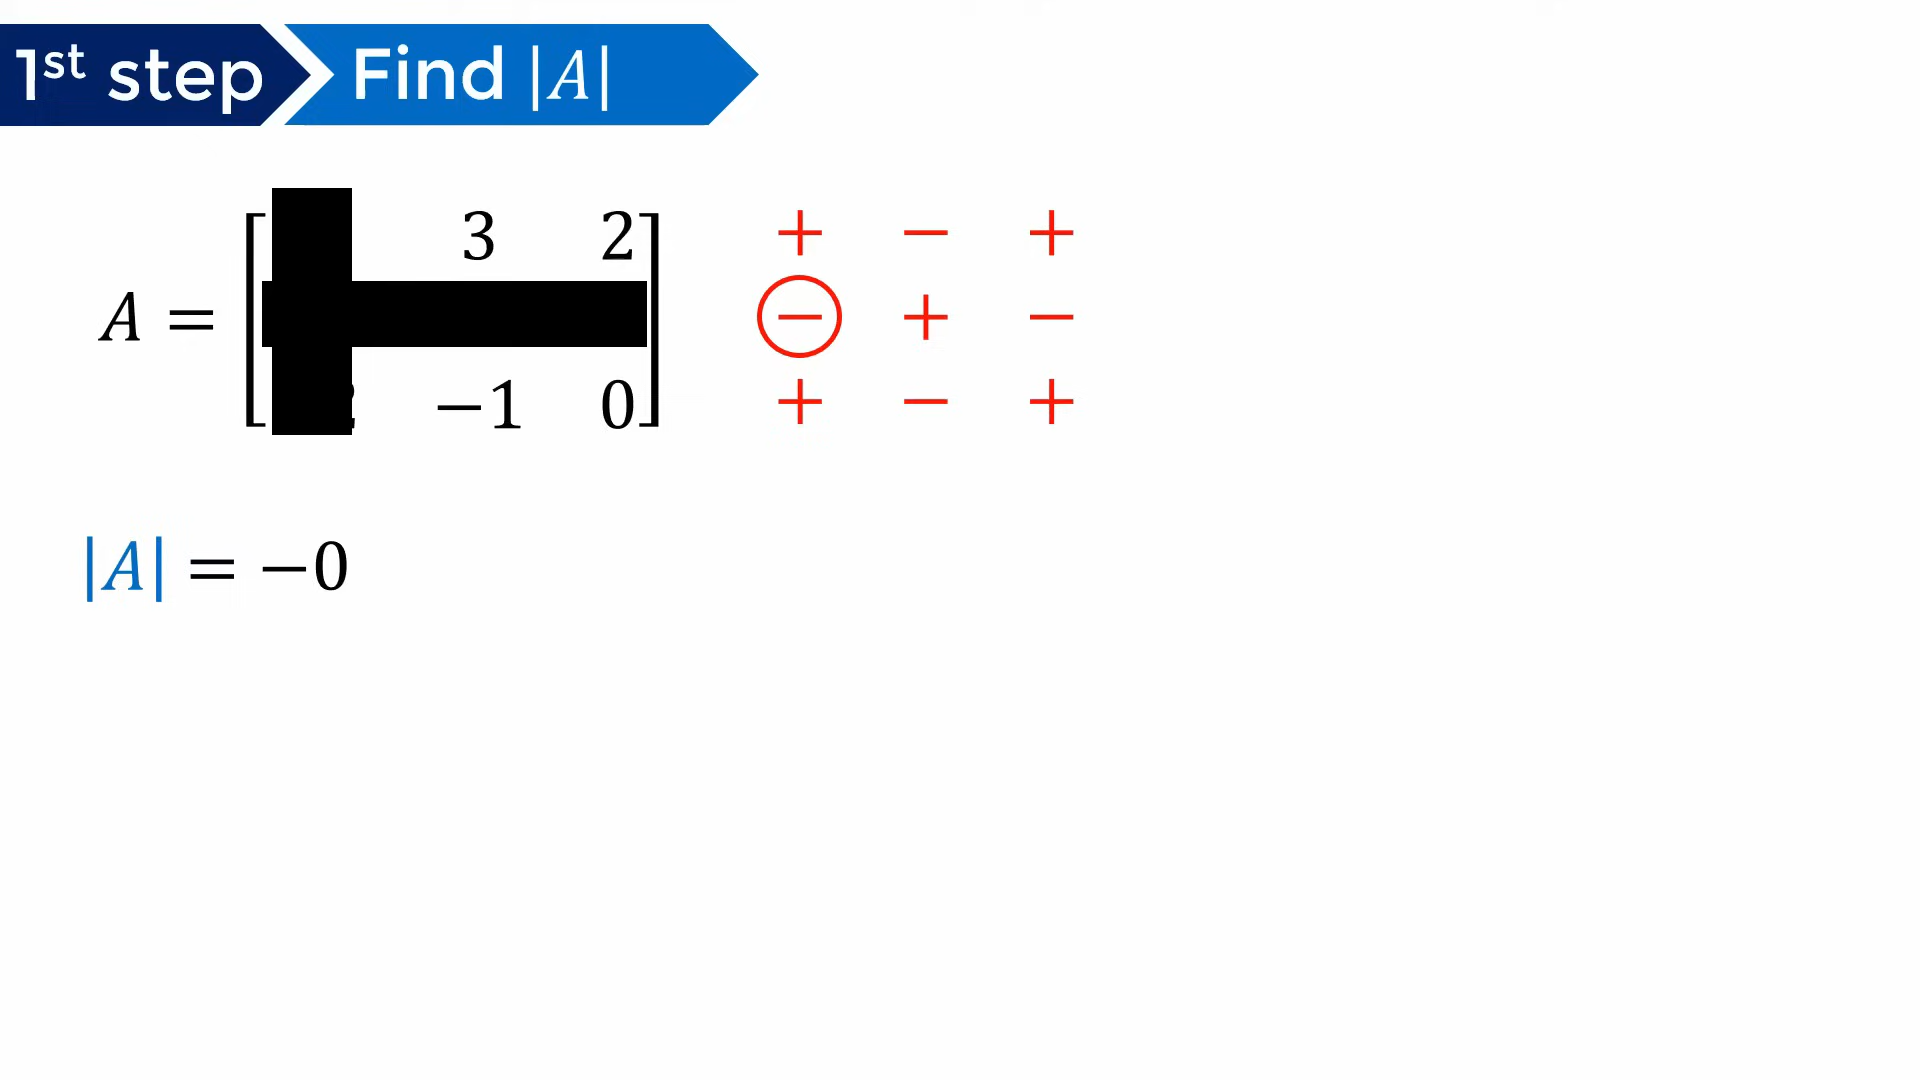 1st step Find |A|
3 2 + − +
A = − + −
−1 0 + − +
|A| = −0